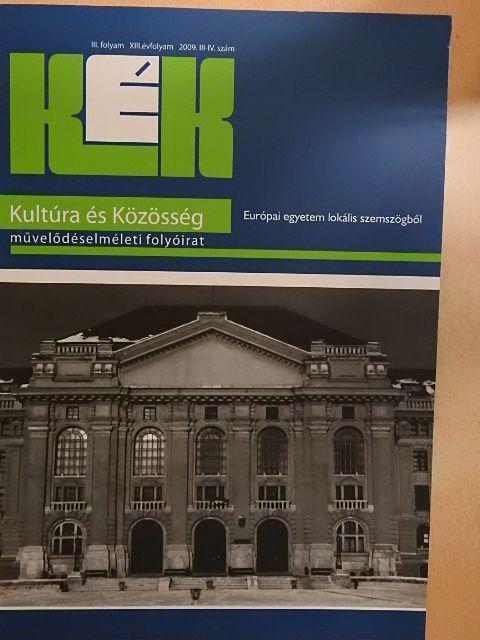 III. folyam XIII.évfolyam 2009. III-IV. szám
KÉK
Kultúra és Közösség
művelődéselméleti folyóirat
Európai egyetem lokális szemszögből